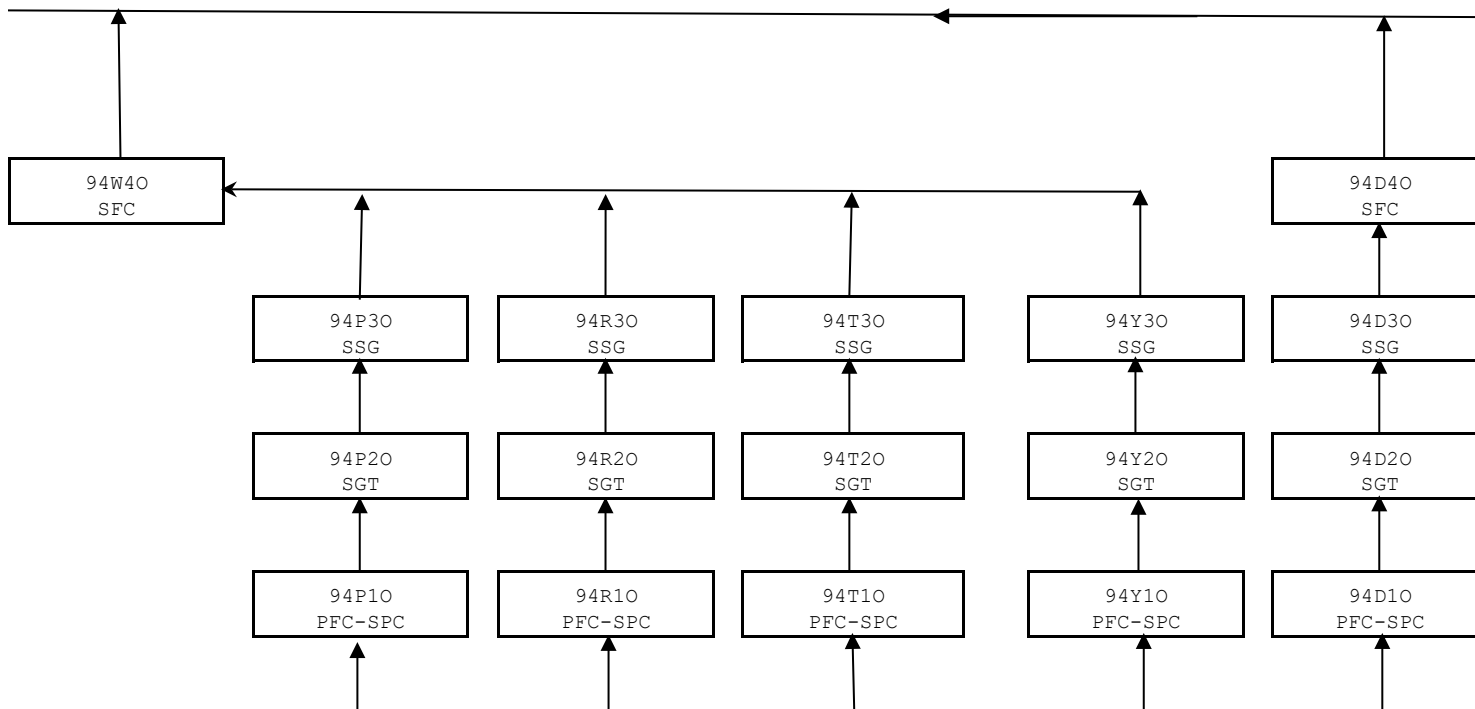 94W4O
SFC
94D4O
SFC
94P3O
SSG
94R3O
SSG
94T3O
SSG
94Y3O
SSG
94D3O
SSG
94P2O
SGT
94R2O
SGT
94T2O
SGT
94Y2O
SGT
94D2O
SGT
94P1O
PFC-SPC
94R1O
PFC-SPC
94T1O
PFC-SPC
94Y1O
PFC-SPC
94D1O
PFC-SPC